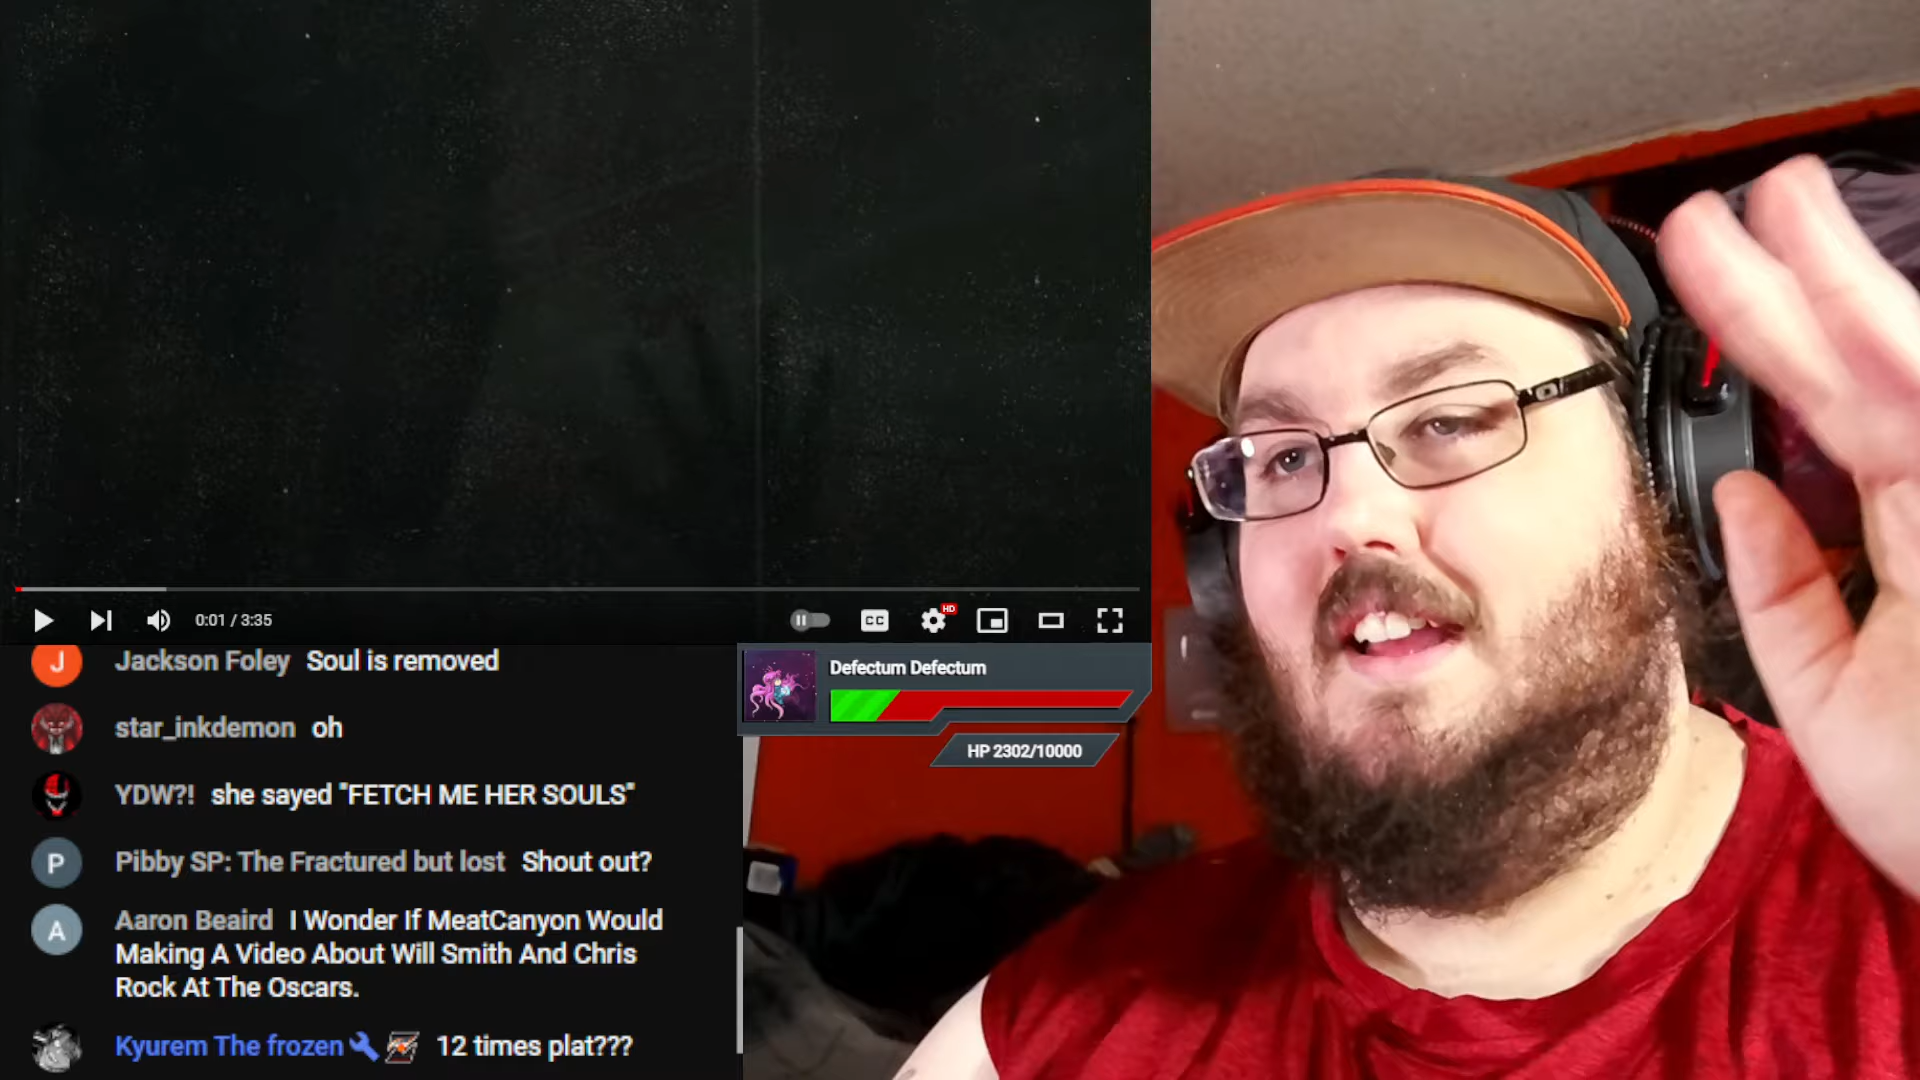 0:01 / 3:35
CC
HD
J
Jackson Foley Soul is removed
star_inkdemon oh
YDW?! she sayed "FETCH ME HER SOULS"
P
Pibby SP: The Fractured but lost Shout out?
A
Aaron Beaird I Wonder If MeatCanyon Would
Making A Video About Will Smith And Chris
Rock At The Oscars.
Kyurem The frozen 12 times plat???
Defectum Defectum
HP 2302/10000